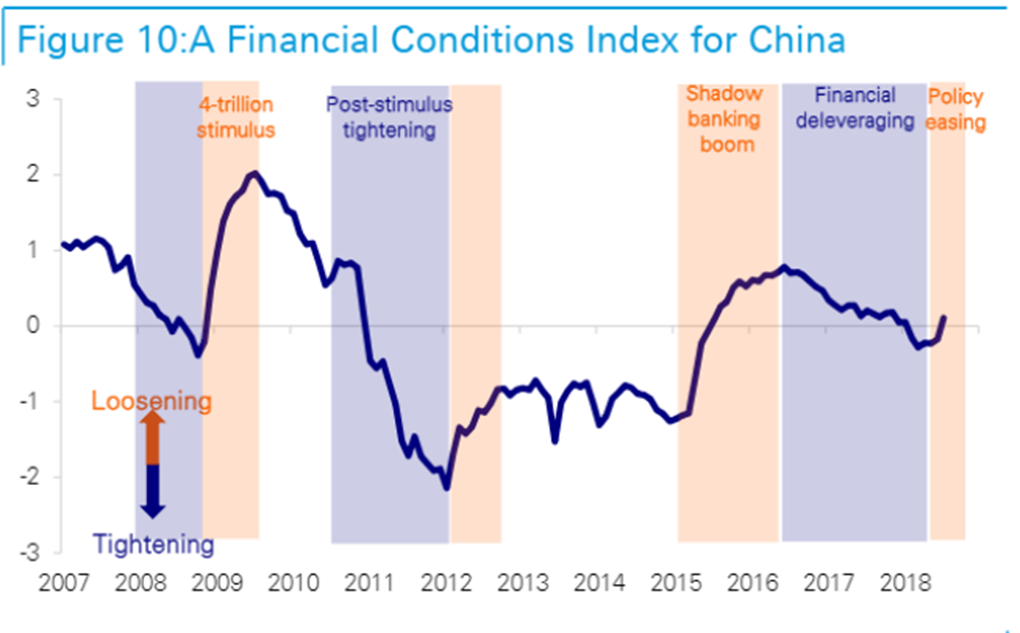 Figure 10:A Financial Conditions Index for China
3
2
1
0
-1
-2
-3
4-trillion
stimulus
Post-stimulus
tightening
Shadow
banking
boom
Financial
deleveraging
Policy
easing
Loosening
Tightening
2007 2008 2009 2010 2011 2012 2013 2014 2015 2016 2017 2018